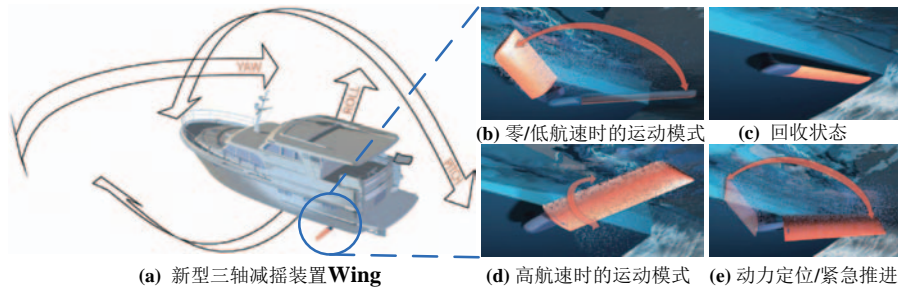 YAW
ROLL
PITCH
(b) 零/低航速时的运动模式
(c) 回收状态
(a) 新型三轴减摇装置Wing
(d) 高航速时的运动模式
(e) 动力定位/紧急推进